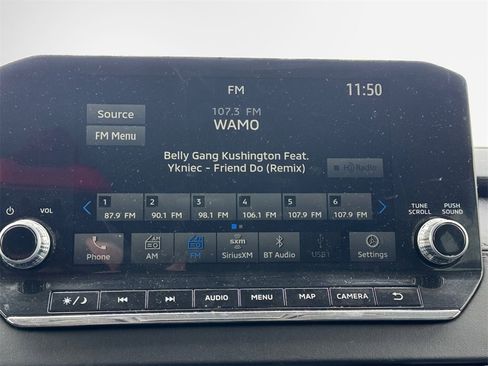 FM
11:50
Source
107.3 FM
WAMO
FM Menu
Belly Gang Kushington Feat.
Ykniec - Friend Do (Remix)
HD Radio
1 2 3 4 5 6
87.9 FM 90.1 FM 98.1 FM 106.1 FM 107.9 FM 107.9 FM
VOL
TUNE SCROLL
PUSH SOUND
Phone AM FM SiriusXM BT Audio USB1 Settings
sxm
AUDIO MENU MAP CAMERA